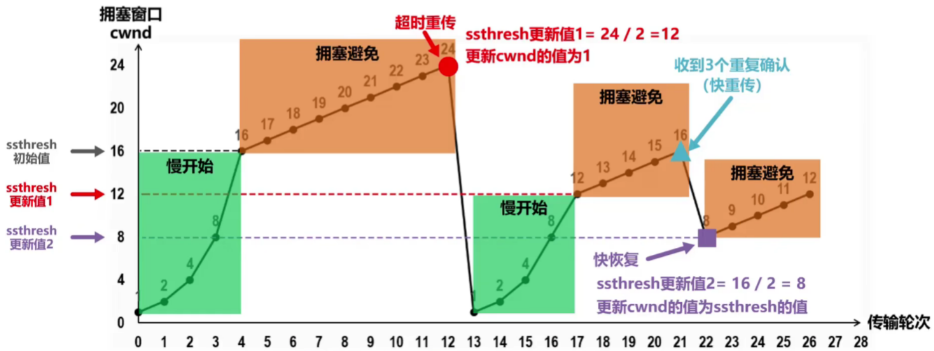 拥塞窗口
cwnd
超时重传
ssthresh更新值1= 24 / 2 =12
更新cwnd的值为1
拥塞避免
24
23
22
21
20
19
18
17
16
收到3个重复确认
（快重传）
拥塞避免
16
15
14
13
12
拥塞避免
12
11
10
9
8
慢开始
8
4
2
慢开始
8
4
2
1
快恢复
ssthresh更新值2= 16 / 2 = 8
更新cwnd的值为ssthresh的值
ssthresh
初始值
ssthresh
更新值1
ssthresh
更新值2
24
20
16
12
8
4
0
0 1 2 3 4 5 6 7 8 9 10 11 12 13 14 15 16 17 18 19 20 21 22 23 24 25 26 27 28
传输轮次